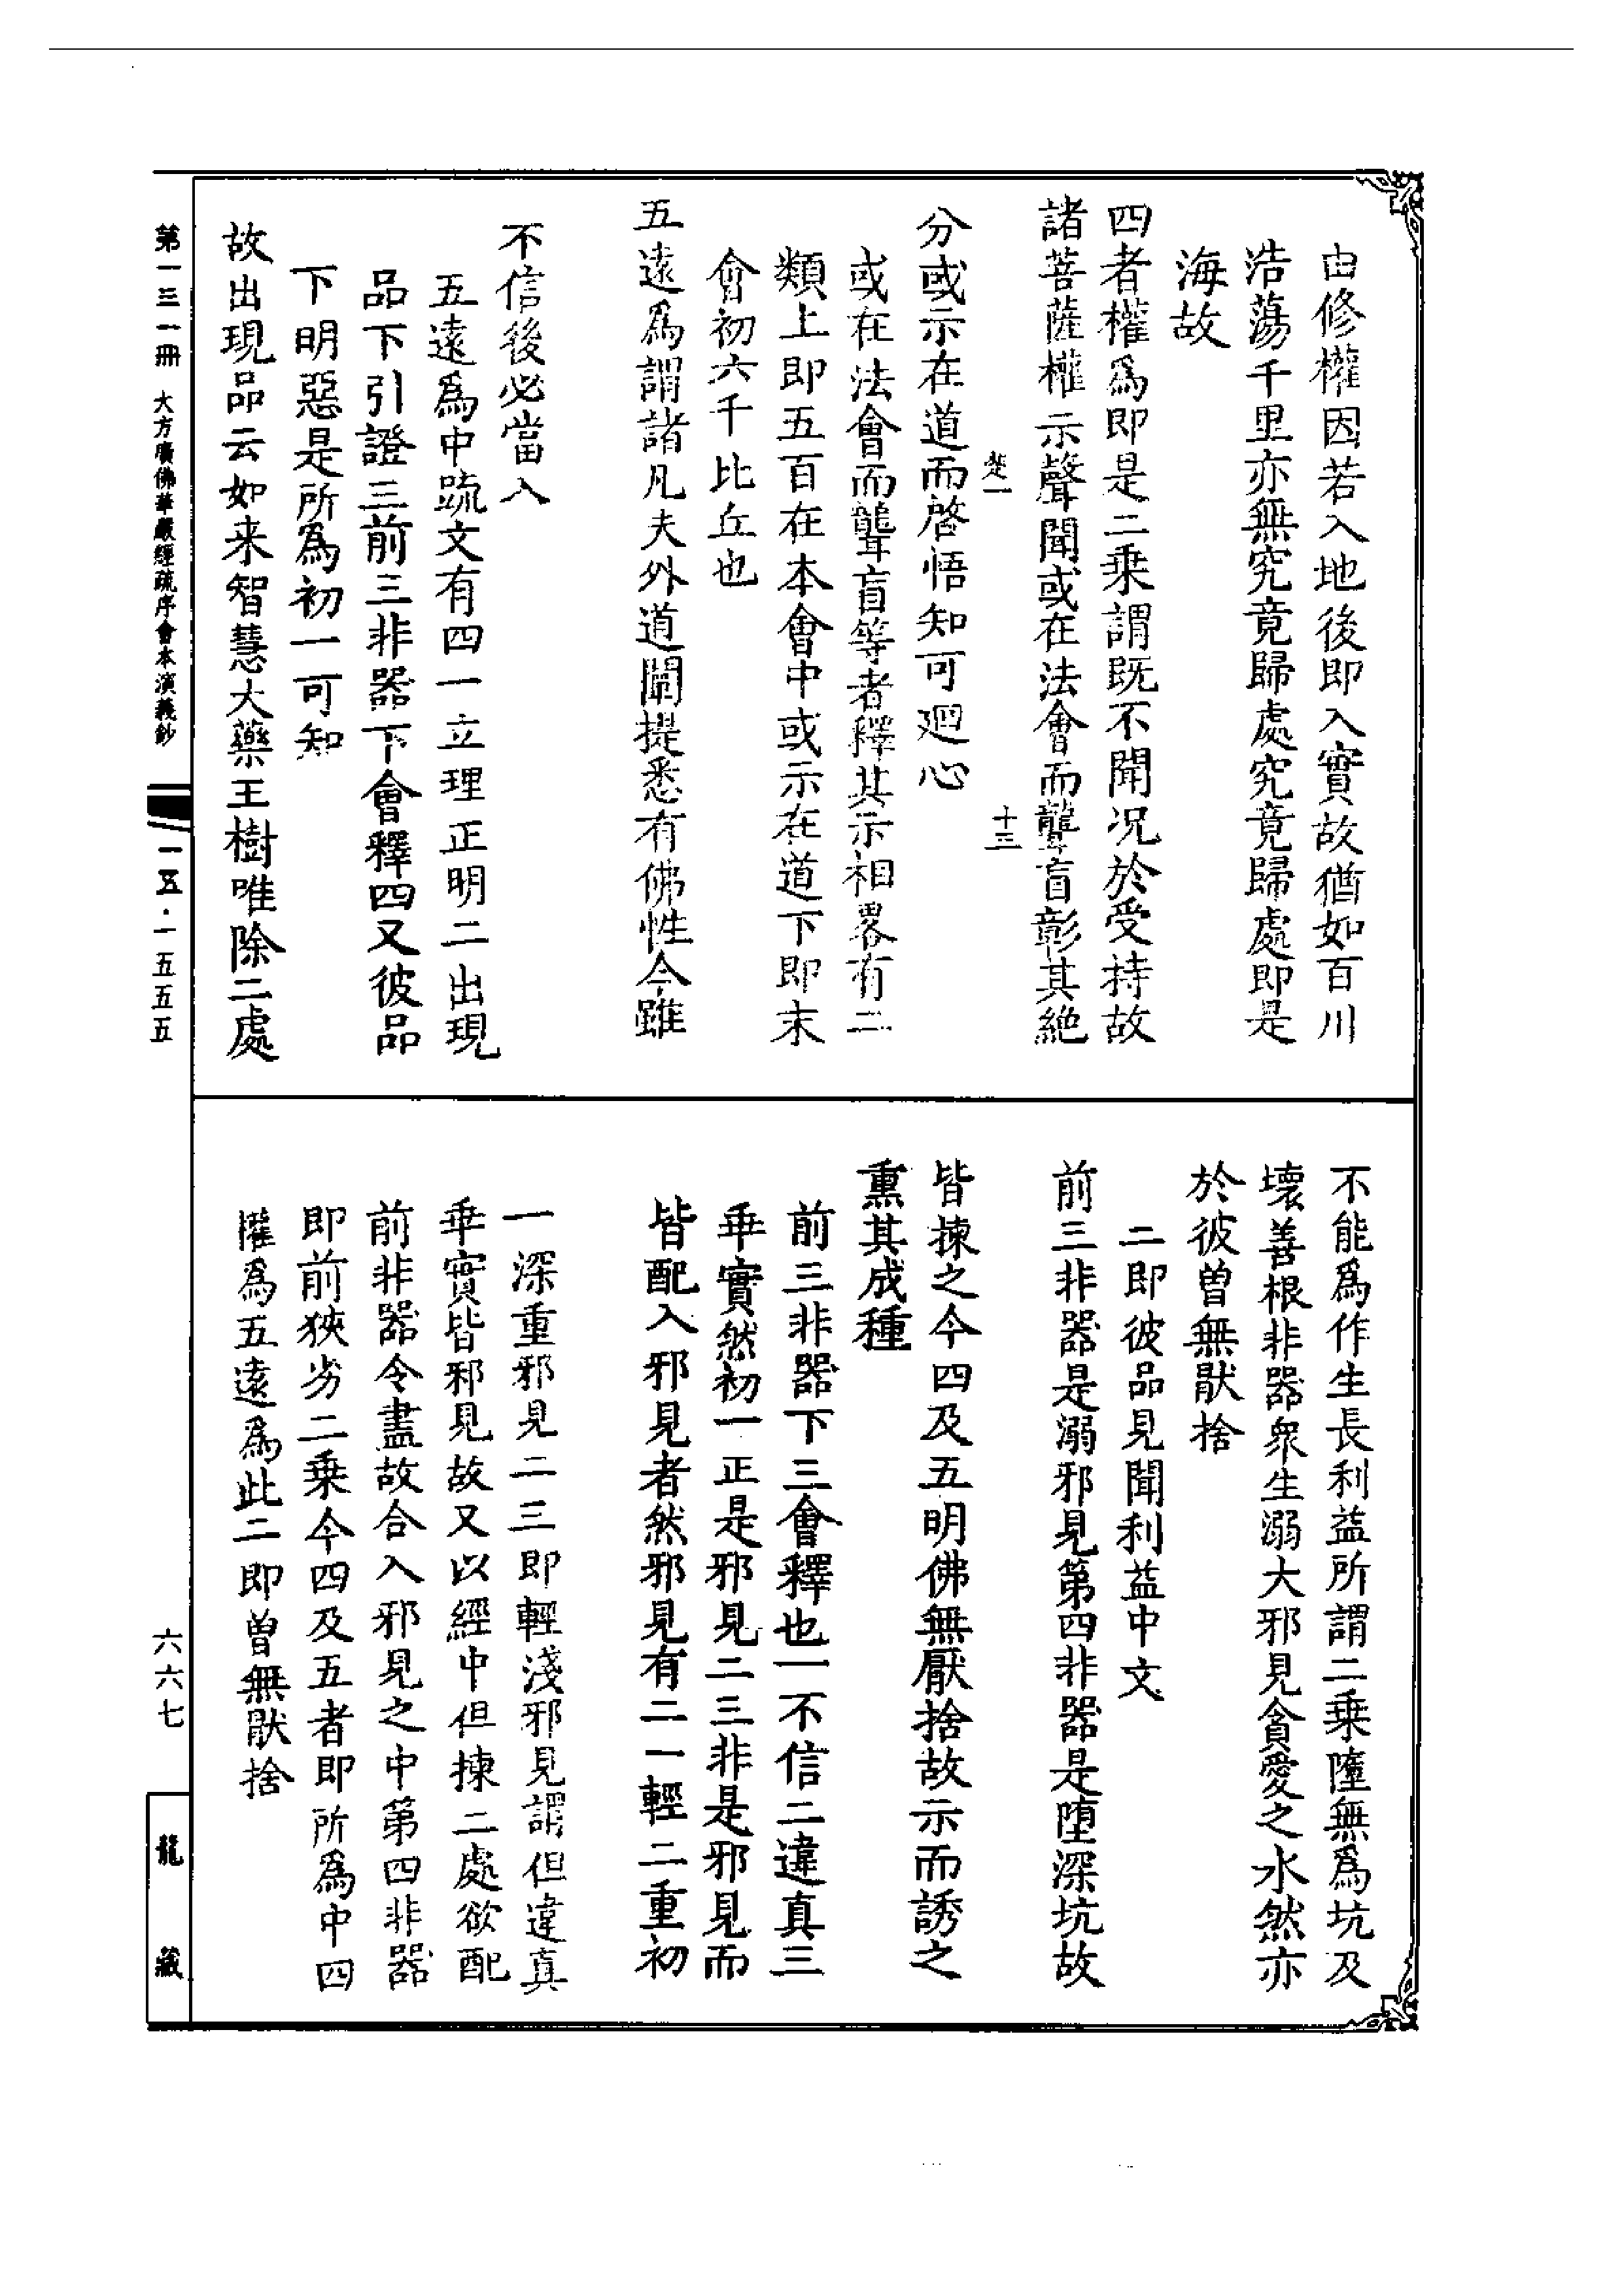 由修權因若入地後即入實故猶如百川
浩蕩千里亦無究竟歸處究竟歸處即是
海故
四者權爲即是二乘謂既不聞况於受持故
諸菩薩權示聲聞或在法會而聾盲彰其絶
楚一
十三
分或示在道而啓悟知可迴心
或在法會而聾盲等者釋其示相畧有二
類上即五百在本會中或示在道下即末
會初六千比丘也
五遠爲謂諸凡夫外道闡提悉有佛性今雖
不信後必當入
五遠爲中疏文有四一立理正明二出現
品下引證三前三非器下會釋四又彼品
下明惡是所爲初一可知
故出現品云如来智慧大藥王樹唯除二處
不能爲作生長利益所謂二乘墮無爲坑及
壞善根非器衆生溺大邪見貪愛之水然亦
於彼曾無猒捨
二即彼品見聞利益中文
前三非器是溺邪見第四非器是堕深坑故
皆揀之今四及五明佛無厭捨故示而誘之
熏其成種
前三非器下三會釋也一不信二違真三
乖實然初一正是邪見二三非是邪見而
皆配入邪見者然邪見有二一輕二重初
一深重邪見二三即輕淺邪見謂但違真
乖實皆邪見故又以經中但揀二處欲配
前非器令盡故合入邪見之中第四非器
即前狹劣二乘今四及五者即所爲中四
權爲五遠爲此二即曾無猒捨
第一三一冊 大方廣佛華嚴經疏序會本演義鈔
一五·一五五五
六六七
龍藏